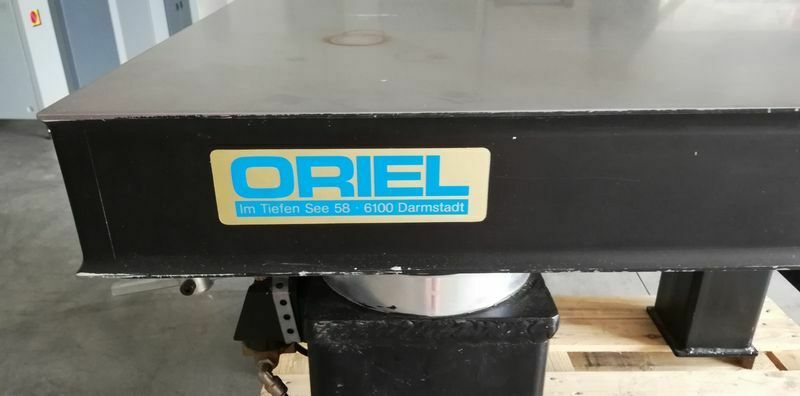 ORIEL
Im Tiefen See 58 · 6100 Darmstadt